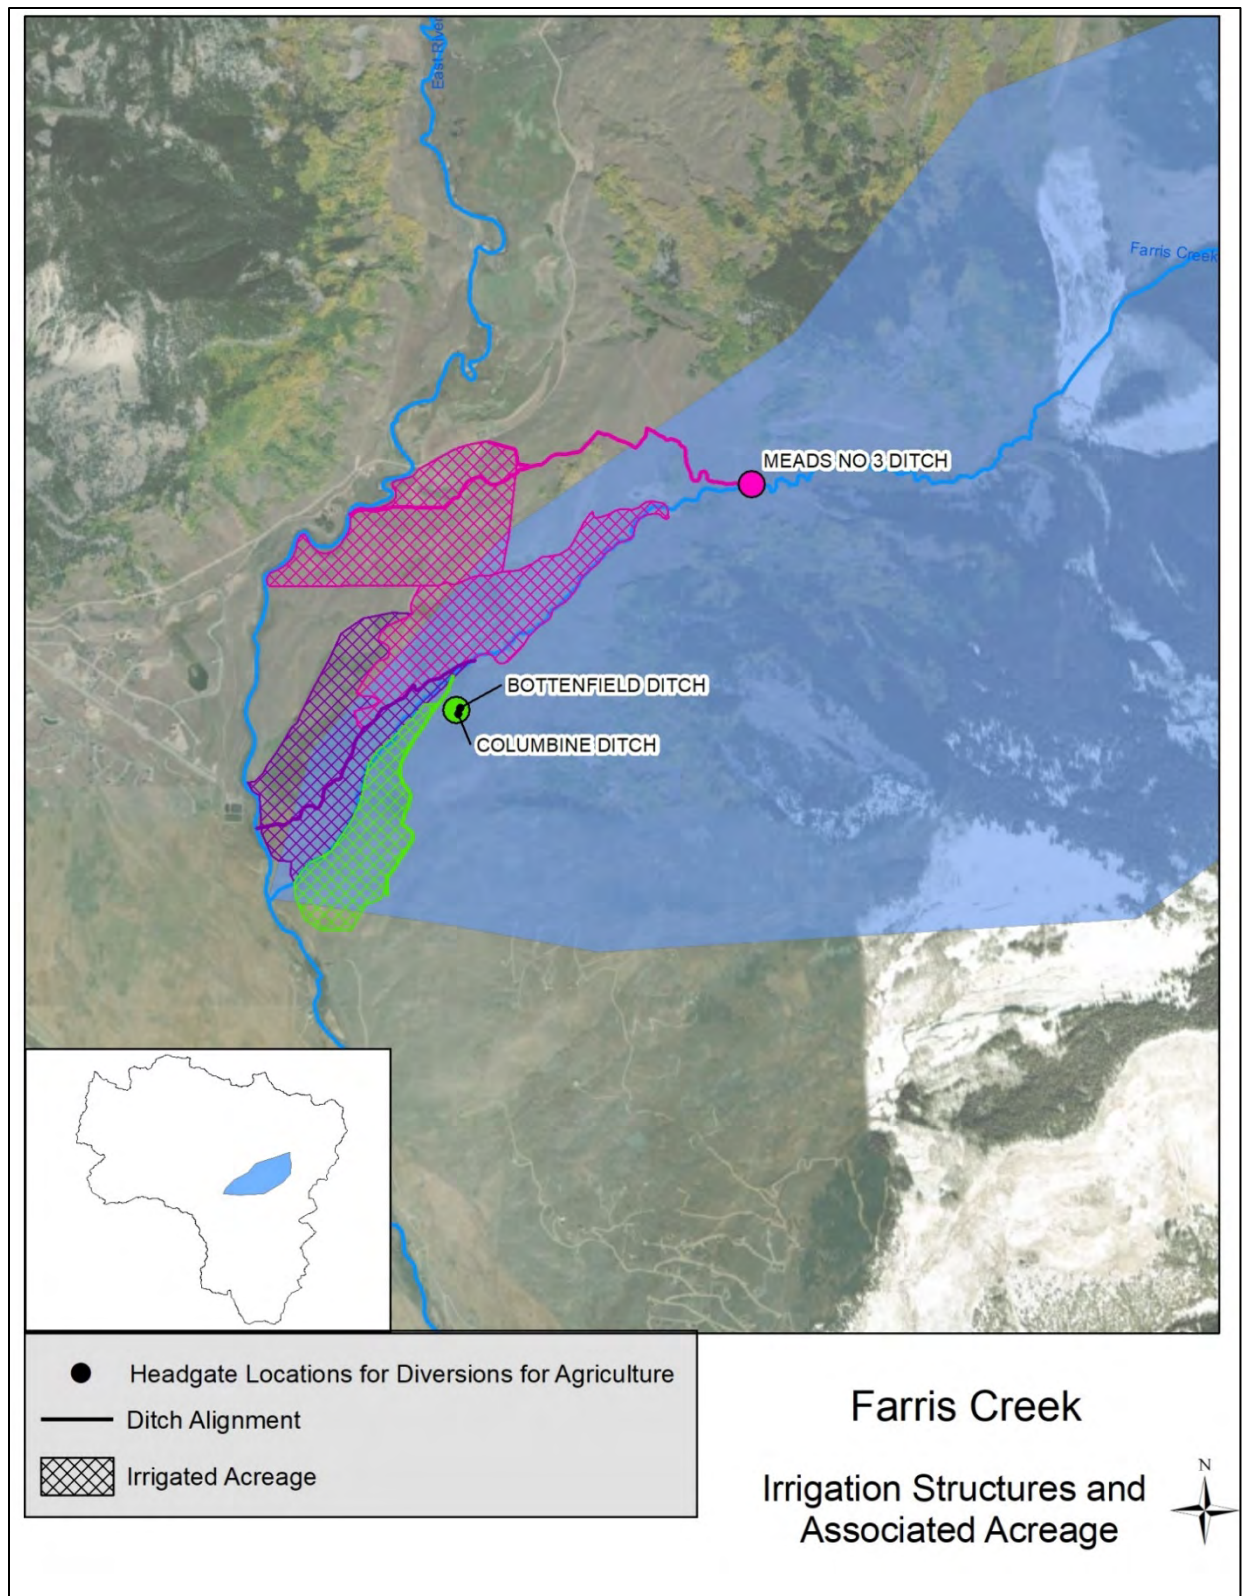 East River
Farris Creek
MEADS NO 3 DITCH
BOTTENFIELD DITCH
COLUMBINE DITCH
Headgate Locations for Diversions for Agriculture
Ditch Alignment
Irrigated Acreage
Farris Creek
Irrigation Structures and
Associated Acreage
N